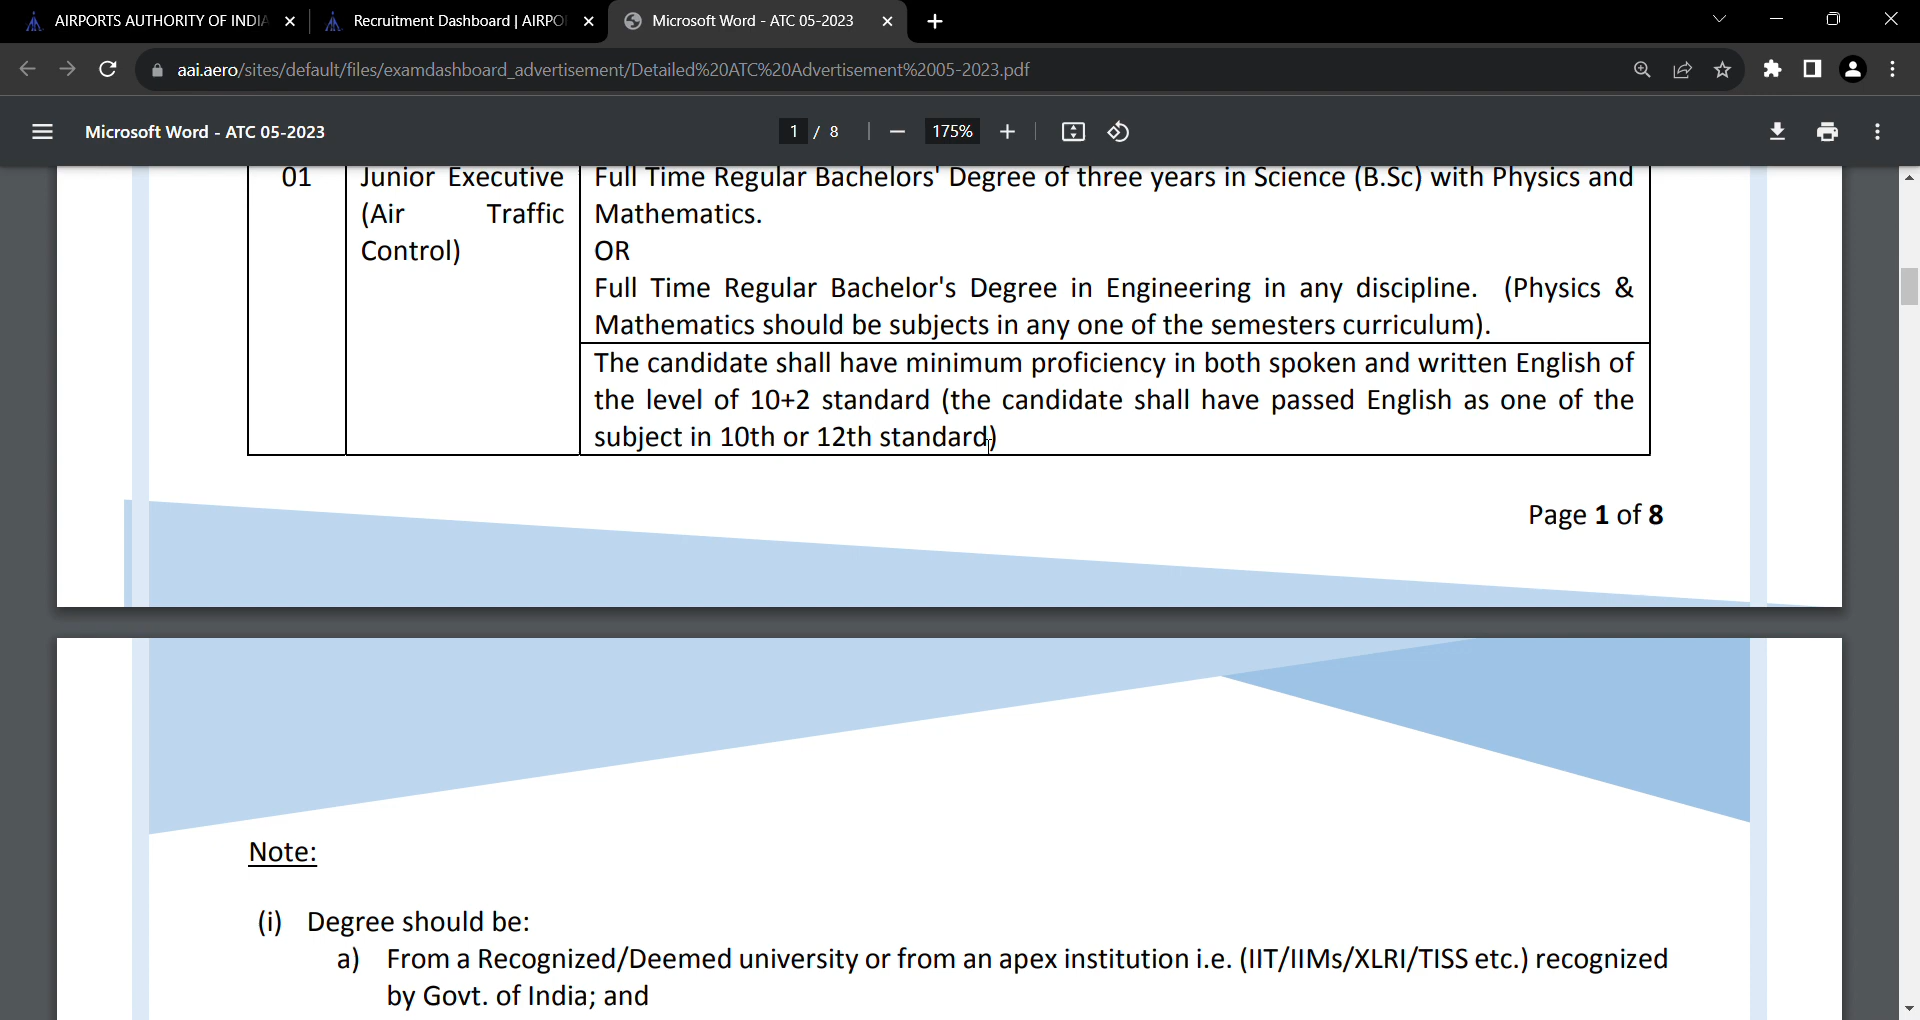 AIRPORTS AUTHORITY OF INDIA
Recruitment Dashboard | AIRPO
Microsoft Word - ATC 05-2023
aai.aero/sites/default/files/examdashboard_advertisement/Detailed%20ATC%20Advertisement%2005-2023.pdf
Microsoft Word - ATC 05-2023
1 / 8
175%
01
Junior Executive
(Air Traffic
Control)
Full Time Regular Bachelors' Degree of three years in Science (B.Sc) with Physics and
Mathematics.
OR
Full Time Regular Bachelor's Degree in Engineering in any discipline. (Physics &
Mathematics should be subjects in any one of the semesters curriculum).
The candidate shall have minimum proficiency in both spoken and written English of
the level of 10+2 standard (the candidate shall have passed English as one of the
subject in 10th or 12th standard)
Page 1 of 8
Note:
(i) Degree should be:
a) From a Recognized/Deemed university or from an apex institution i.e. (IIT/IIMs/XLRI/TISS etc.) recognized
by Govt. of India; and